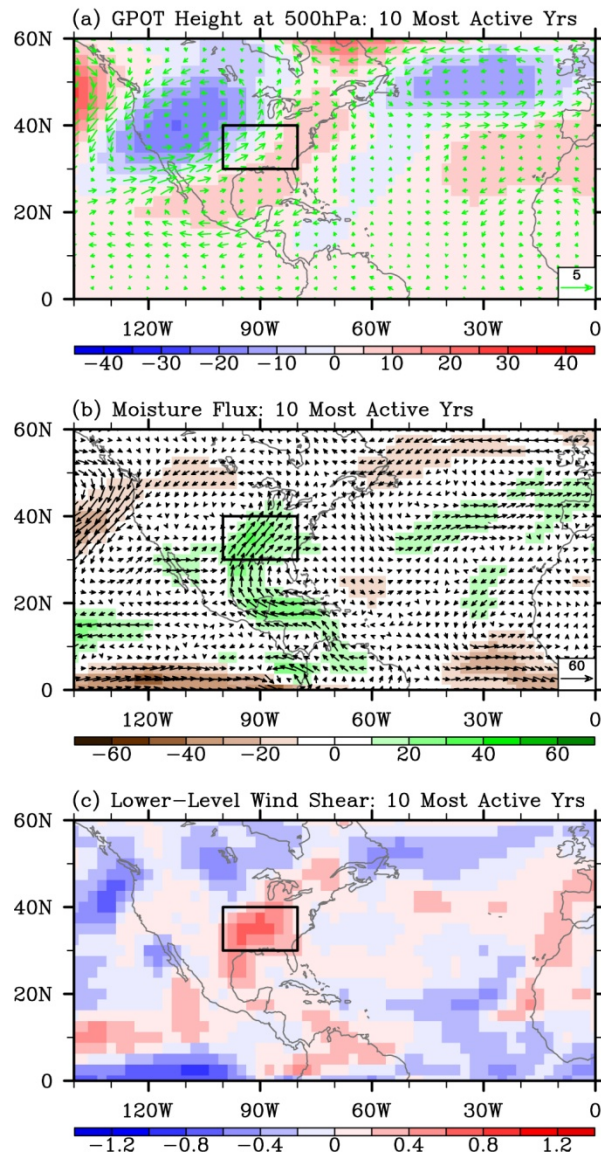 (a) GPOT Height at 500hPa: 10 Most Active Yrs
60N
40N
20N
0
5
120W 90W 60W 30W 0
−40 −30 −20 −10 0 10 20 30 40
(b) Moisture Flux: 10 Most Active Yrs
60N
40N
20N
0
60
120W 90W 60W 30W 0
−60 −40 −20 0 20 40 60
(c) Lower−Level Wind Shear: 10 Most Active Yrs
60N
40N
20N
0
120W 90W 60W 30W 0
−1.2 −0.8 −0.4 0 0.4 0.8 1.2